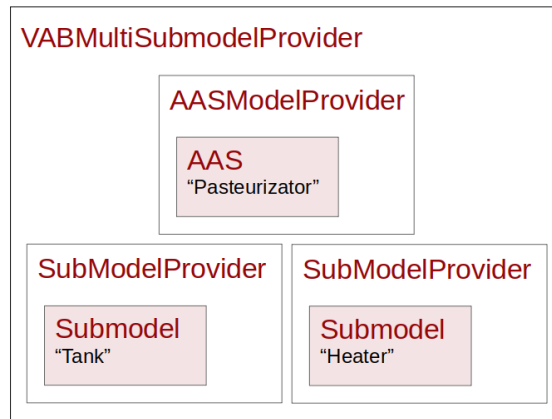 VABMultiSubmodelProvider
AASModelProvider
AAS
“Pasteurizator”
SubModelProvider
Submodel
“Tank”
SubModelProvider
Submodel
“Heater”